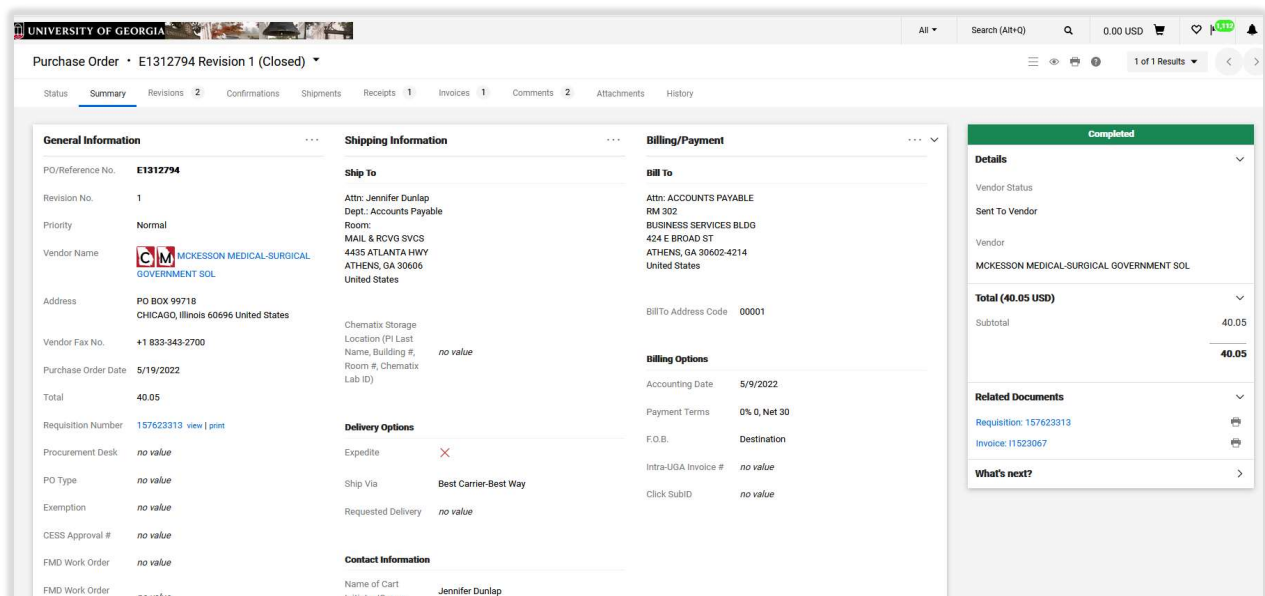 UNIVERSITY OF GEORGIA
All
Search (Alt+Q)
0.00 USD
1,112
Purchase Order • E1312794 Revision 1 (Closed)
1 of 1 Results
Status Summary Revisions 2 Confirmations Shipments Receipts 1 Invoices 1 Comments 2 Attachments History
General Information
PO/Reference No. E1312794
Revision No. 1
Priority Normal
Vendor Name CM MCKESSON MEDICAL-SURGICAL
GOVERNMENT SOL
Address PO BOX 99718
CHICAGO, Illinois 60696 United States
Vendor Fax No. +1 833-343-2700
Purchase Order Date 5/19/2022
Total 40.05
Requisition Number 157623313 view | print
Procurement Desk no value
PO Type no value
Exemption no value
CESS Approval # no value
FMD Work Order no value
FMD Work Order
Shipping Information
Ship To
Attn: Jennifer Dunlap
Dept.: Accounts Payable
Room:
MAIL & RCVG SVCS
4435 ATLANTA HWY
ATHENS, GA 30606
United States
Chematix Storage
Location (PI Last
Name, Building #, no value
Room #, Chematix
Lab ID)
Delivery Options
Expedite
Ship Via Best Carrier-Best Way
Requested Delivery no value
Contact Information
Name of Cart
Jennifer Dunlap
Billing/Payment
Bill To
Attn: ACCOUNTS PAYABLE
RM 302
BUSINESS SERVICES BLDG
424 E BROAD ST
ATHENS, GA 30602-4214
United States
BillTo Address Code 00001
Billing Options
Accounting Date 5/9/2022
Payment Terms 0% 0, Net 30
F.O.B. Destination
Intra-UGA Invoice # no value
Click SubID no value
Completed
Details
Vendor Status
Sent To Vendor
Vendor
MCKESSON MEDICAL-SURGICAL GOVERNMENT SOL
Total (40.05 USD)
Subtotal 40.05
40.05
Related Documents
Requisition: 157623313
Invoice: I1523067
What's next?